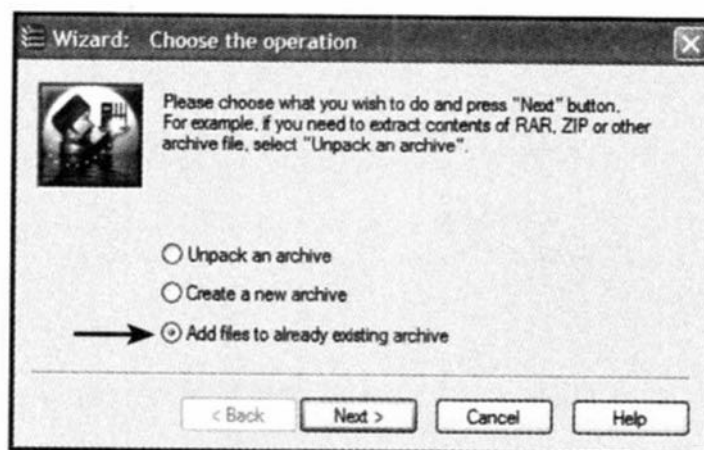 Wizard: Choose the operation
Please choose what you wish to do and press "Next" button.
For example, if you need to extract contents of RAR, ZIP or other
archive file, select "Unpack an archive".
Unpack an archive
Create a new archive
Add files to already existing archive
< Back Next > Cancel Help